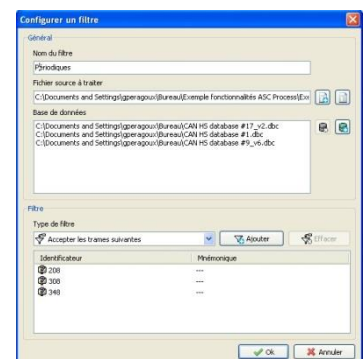 Configurer un filtre
Général
Nom du filtre
Périodiques
Fichier source à traiter
C:\Documents and Settings\gperagoux\Bureau\Exemple fonctionnalités ASC Process\Exe
Base de données
C:\Documents and Settings\gperagoux\Bureau\CAN HS database #17_v2.dbc
C:\Documents and Settings\gperagoux\Bureau\CAN HS database #1.dbc
C:\Documents and Settings\gperagoux\Bureau\CAN HS database #9_v6.dbc
Filtre
Type de filtre
Accepter les trames suivantes
Ajouter
Effacer
Identificateur Mnémonique
208 ---
308 ---
348 ---
Ok Annuler